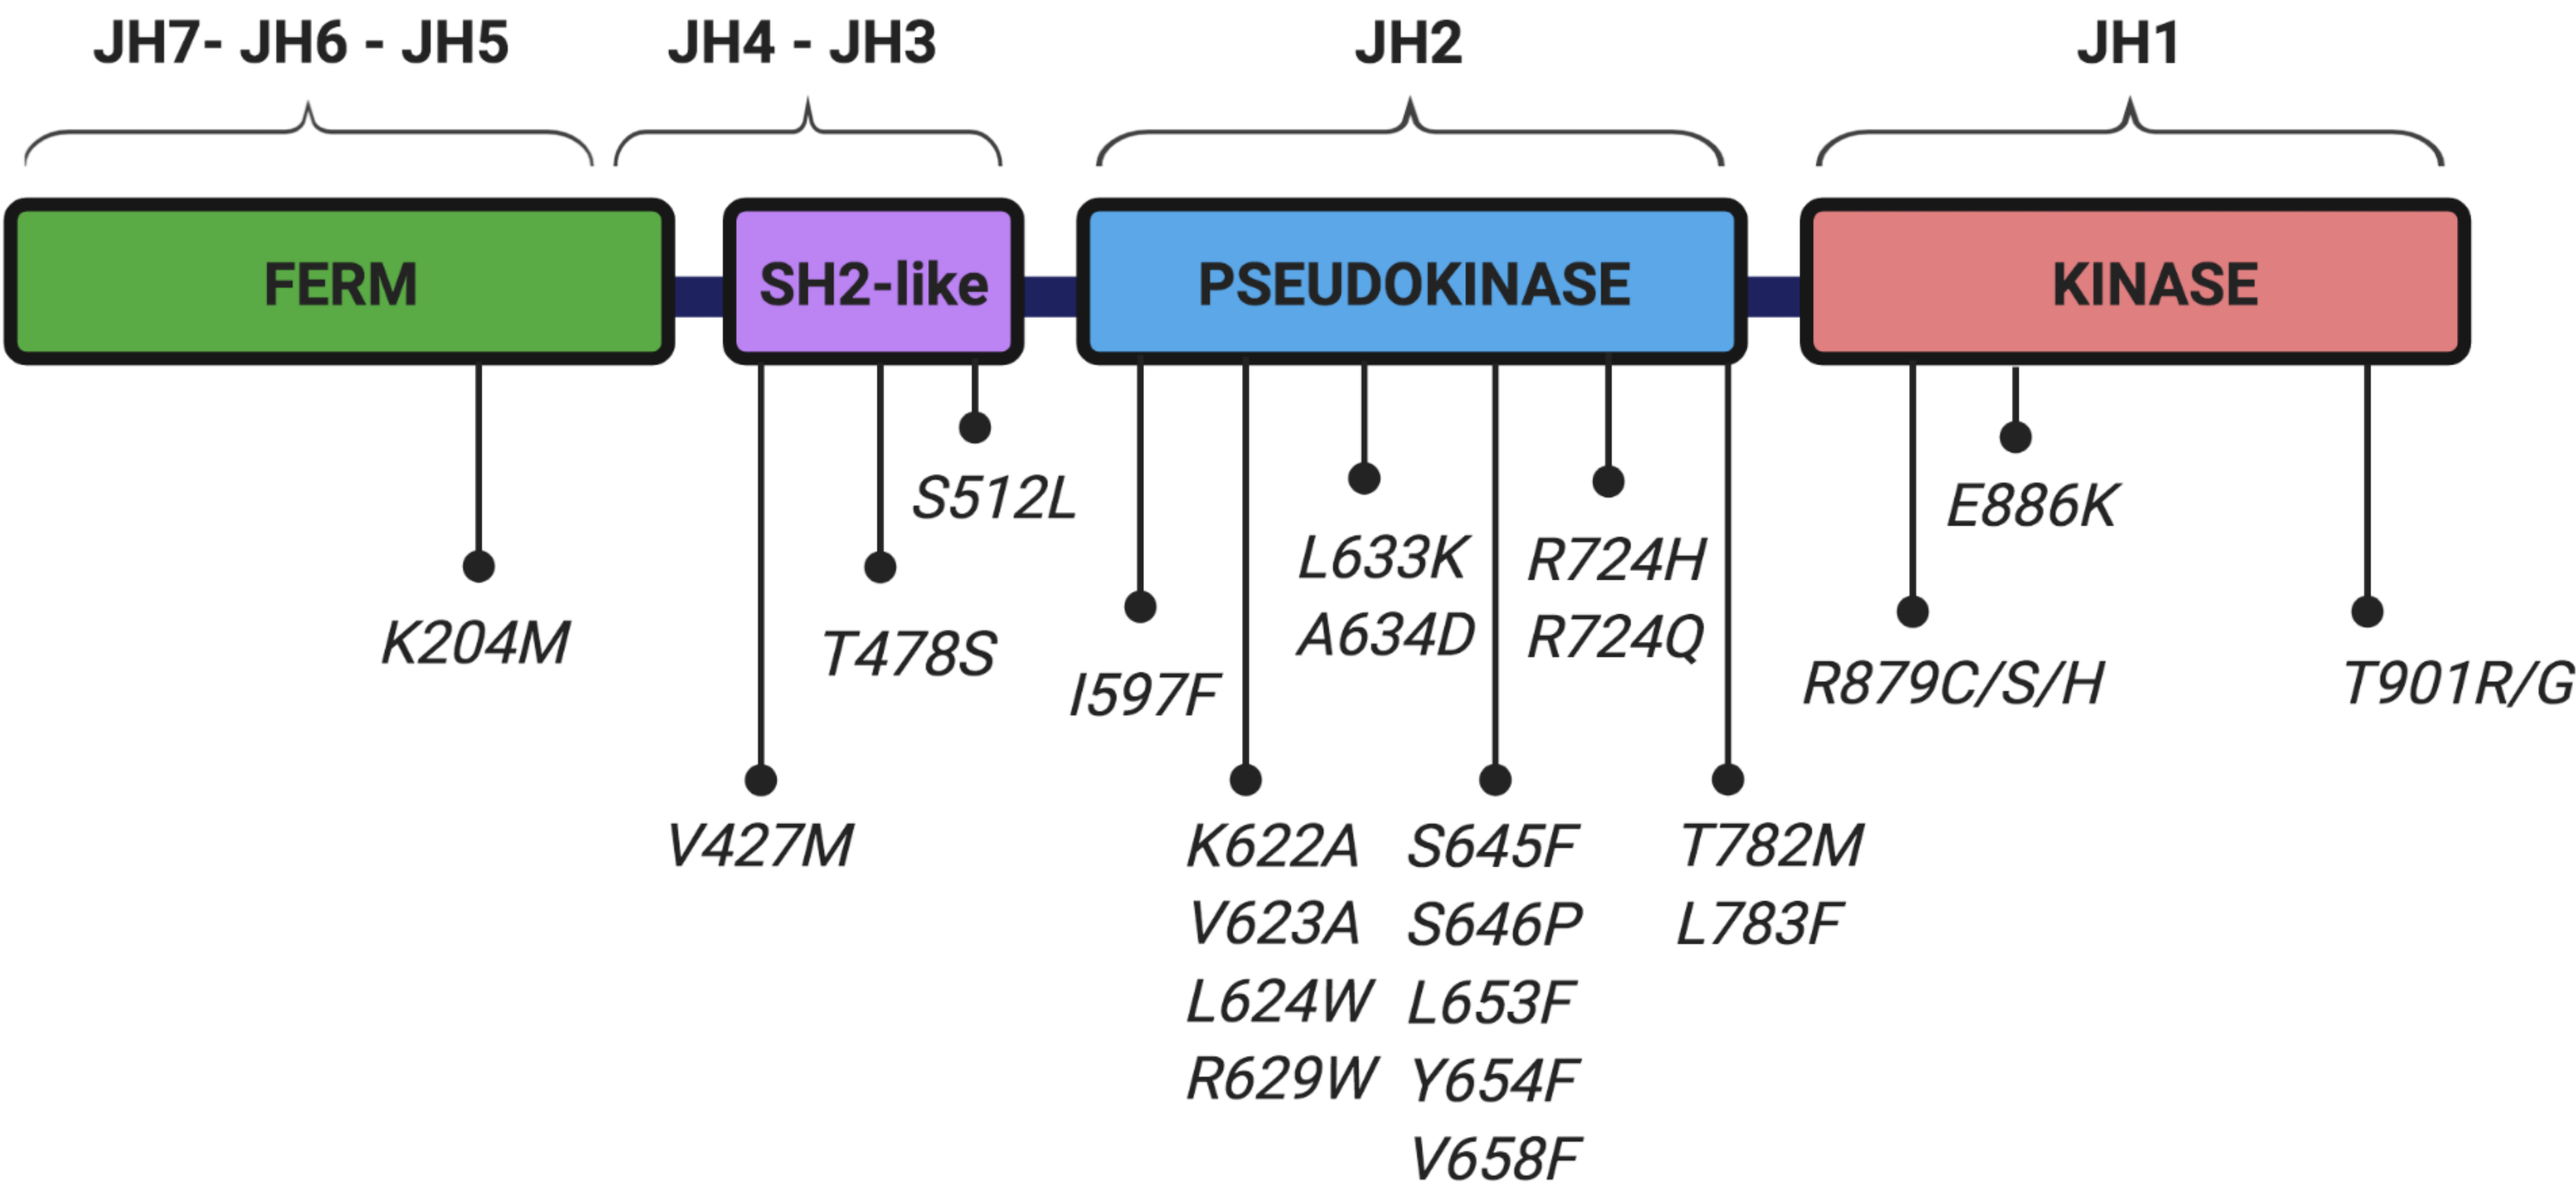 JH7- JH6 - JH5
JH4 - JH3
JH2
JH1
FERM
SH2-like
PSEUDOKINASE
KINASE
K204M
V427M
T478S
S512L
I597F
K622A
V623A
L624W
R629W
L633K
A634D
S645F
S646P
L653F
Y654F
V658F
R724H
R724Q
T782M
L783F
R879C/S/H
E886K
T901R/G